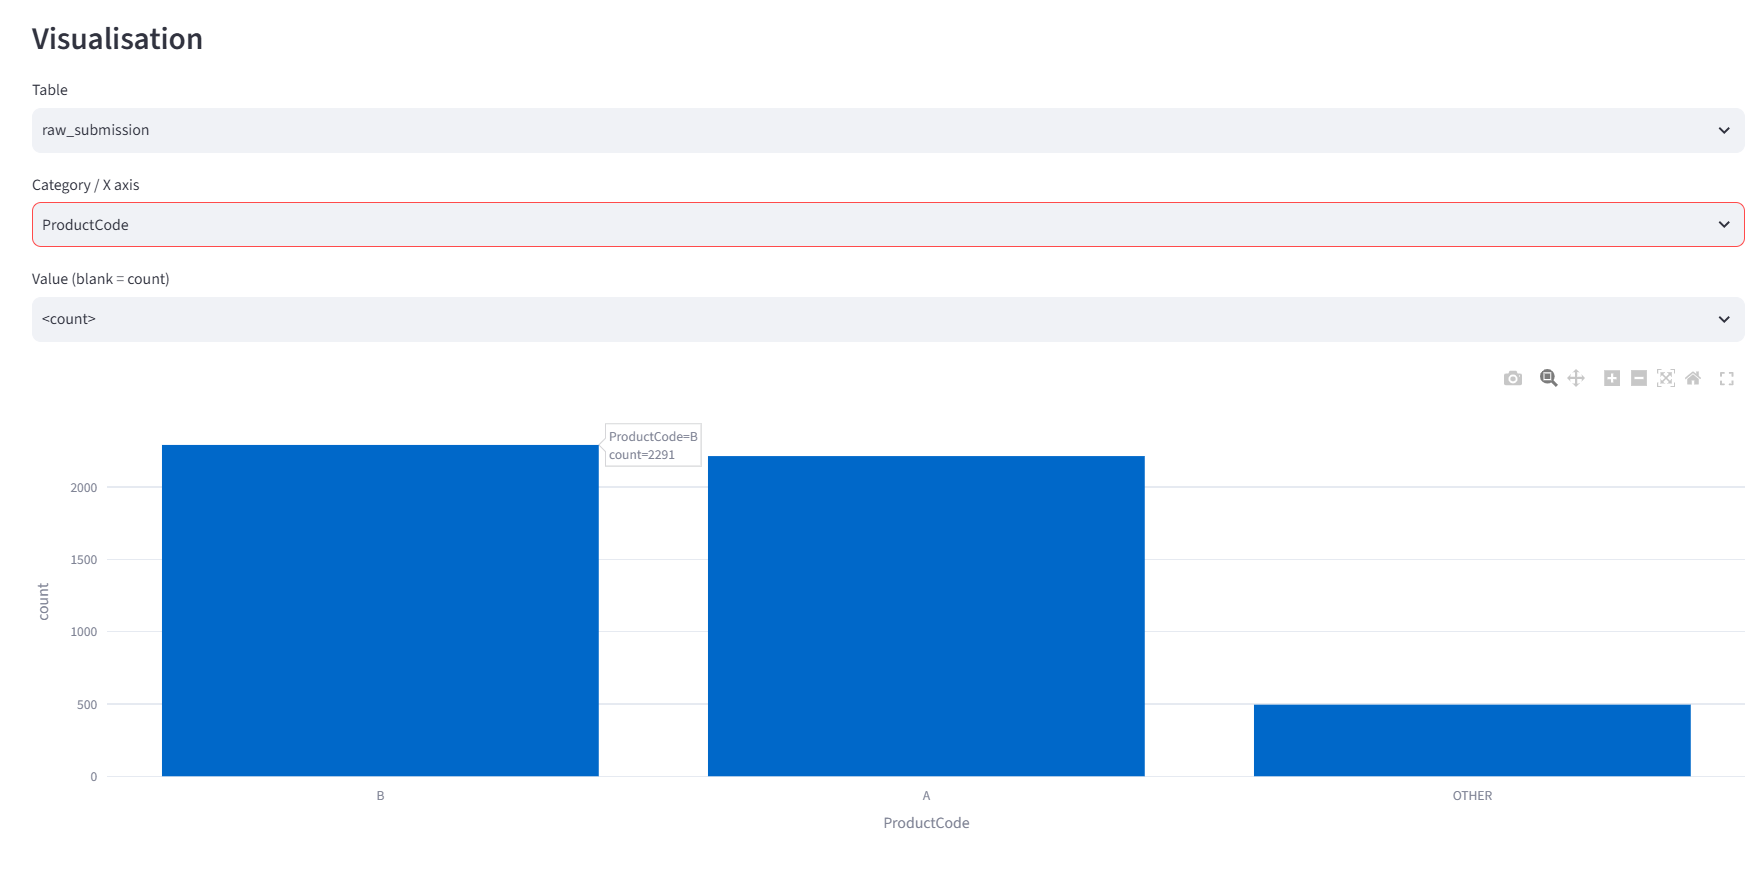 Visualisation
Table
raw_submission
Category / X axis
ProductCode
Value (blank = count)
<count>
ProductCode=B
count=2291
2000
1500
1000
500
0
count
B
A
OTHER
ProductCode